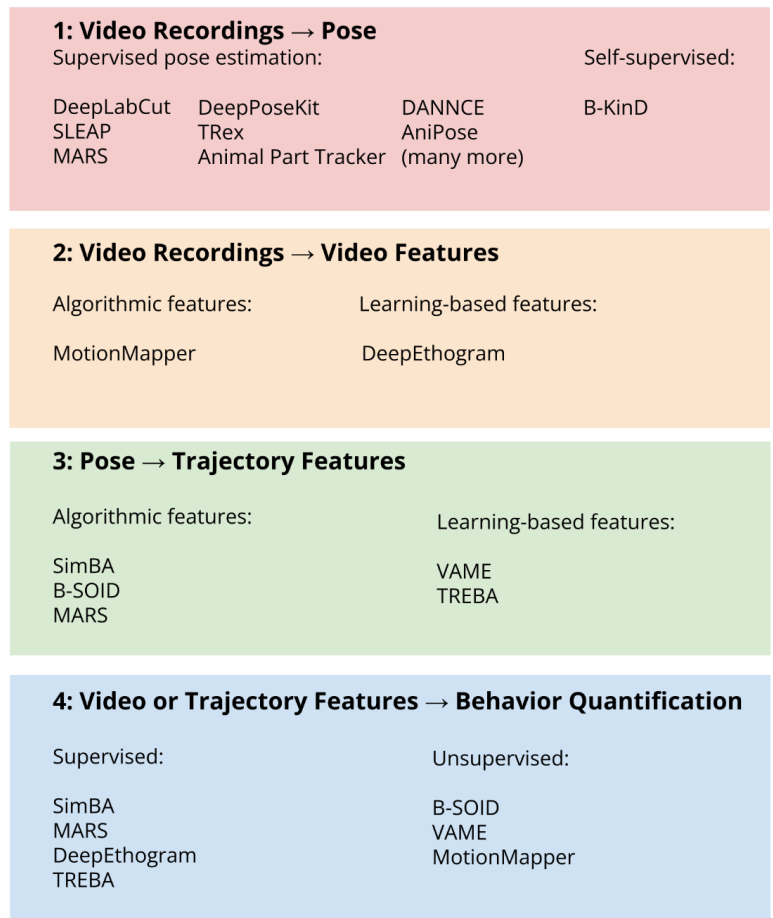 1: Video Recordings → Pose
Supervised pose estimation:
Self-supervised:
DeepLabCut
SLEAP
MARS
DeepPoseKit
TRex
Animal Part Tracker
DANNCE
AniPose
(many more)
B-KinD
2: Video Recordings → Video Features
Algorithmic features:
MotionMapper
Learning-based features:
DeepEthogram
3: Pose → Trajectory Features
Algorithmic features:
SimBA
B-SOID
MARS
Learning-based features:
VAME
TREBA
4: Video or Trajectory Features → Behavior Quantification
Supervised:
SimBA
MARS
DeepEthogram
TREBA
Unsupervised:
B-SOID
VAME
MotionMapper